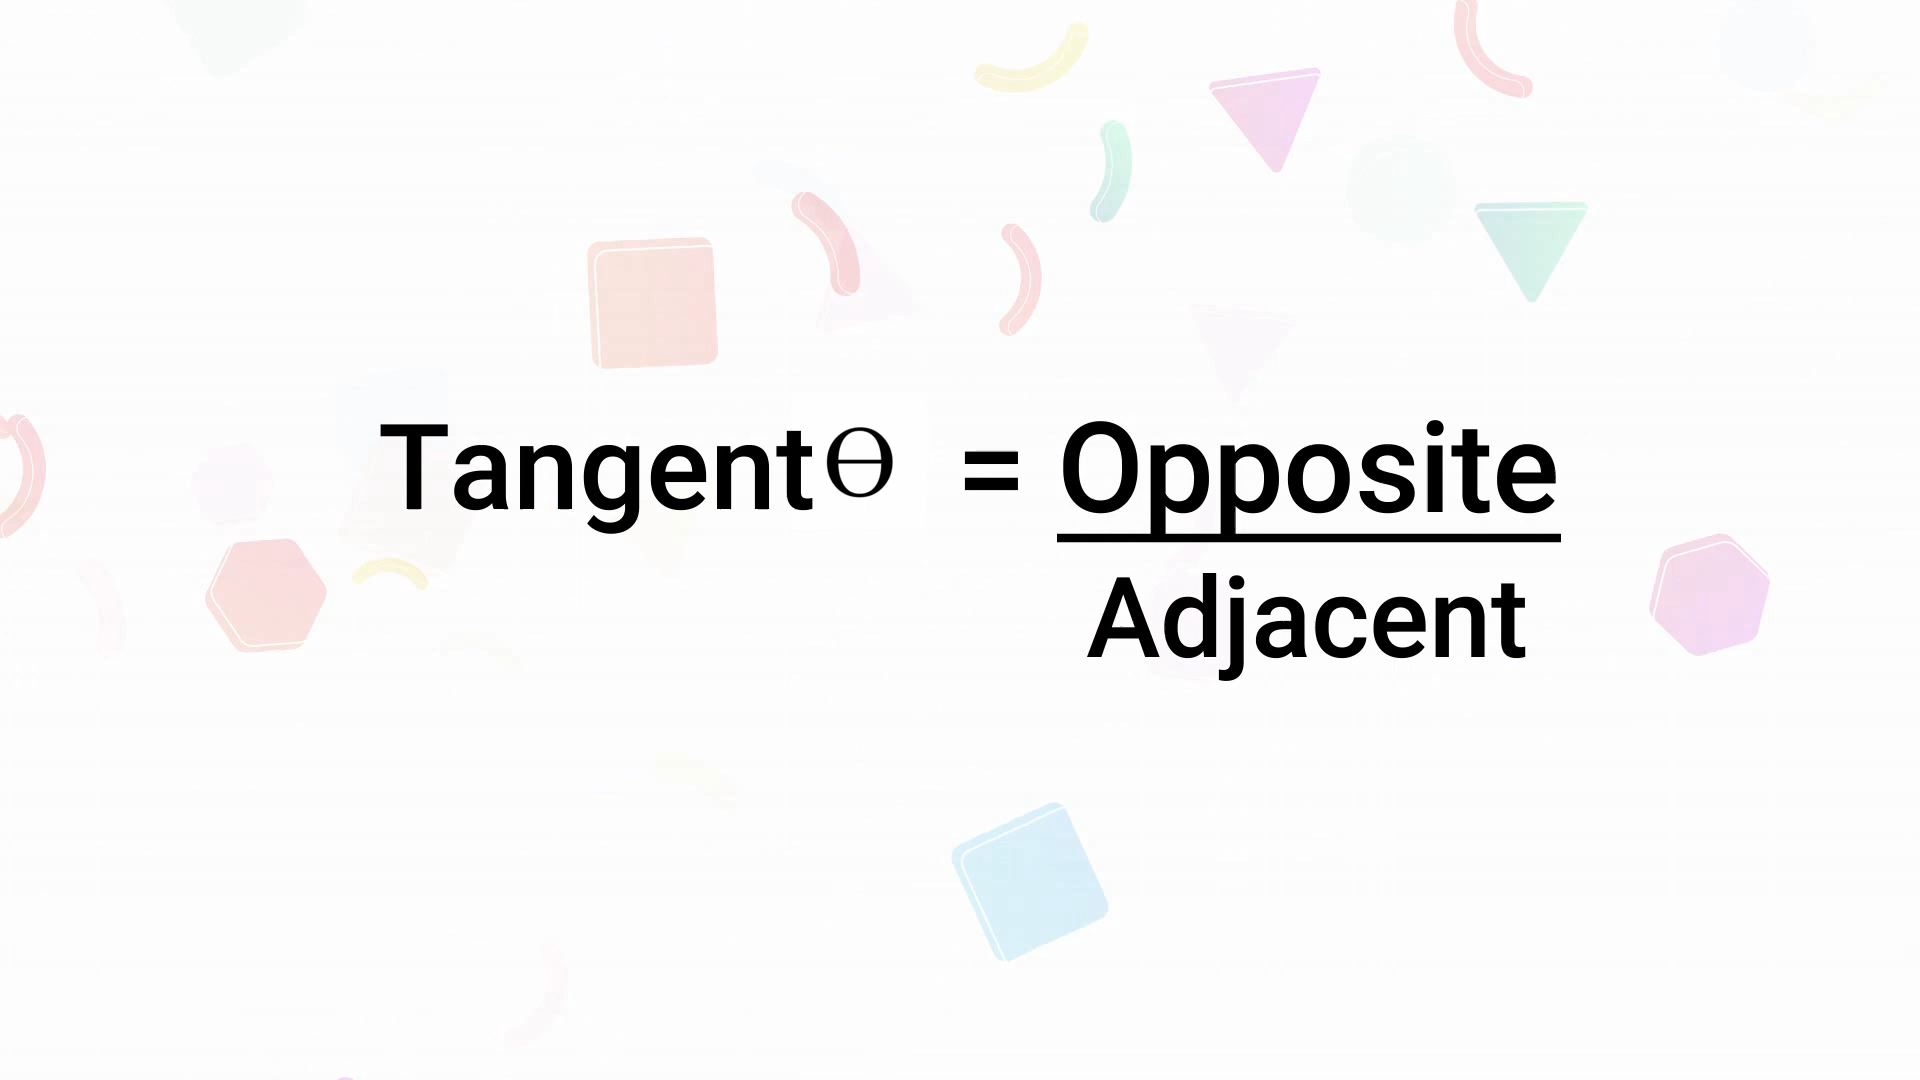 TangentΘ = Opposite
Adjacent